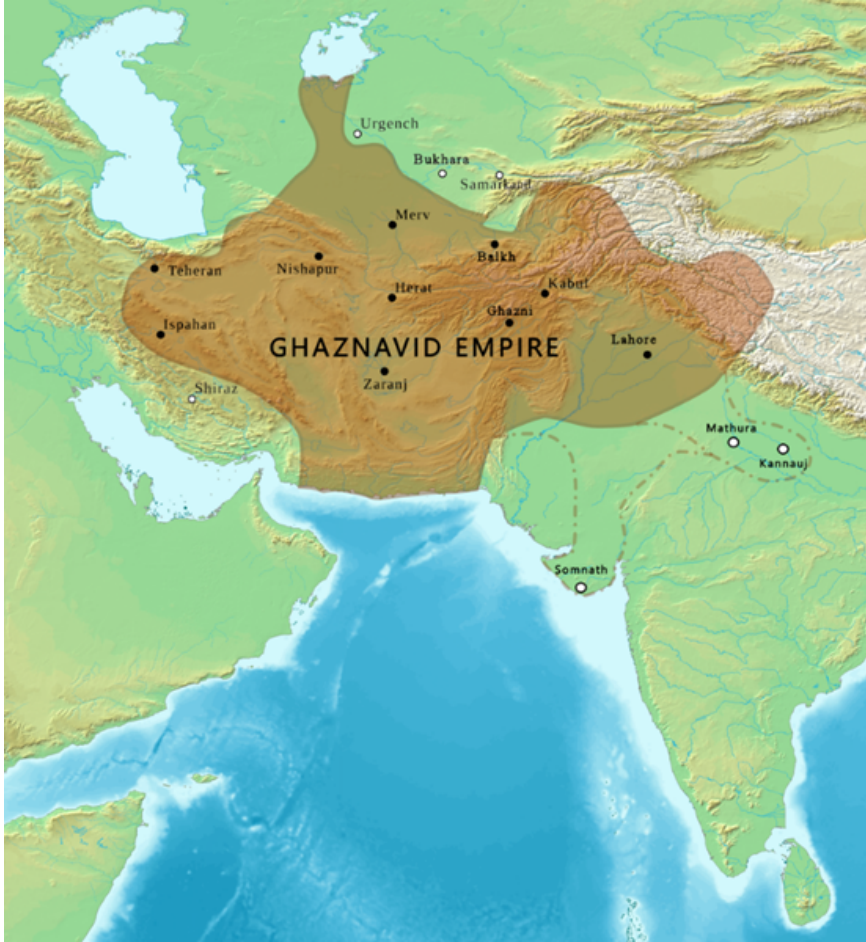 Urgench
Bukhara
Samarkand
Merv
Balkh
Teheran
Nishapur
Herat
Kabul
Ghazni
Ispahan
GHAZNAVID EMPIRE
Lahore
Zaranj
Shiraz
Mathura
Kannauj
Somnath